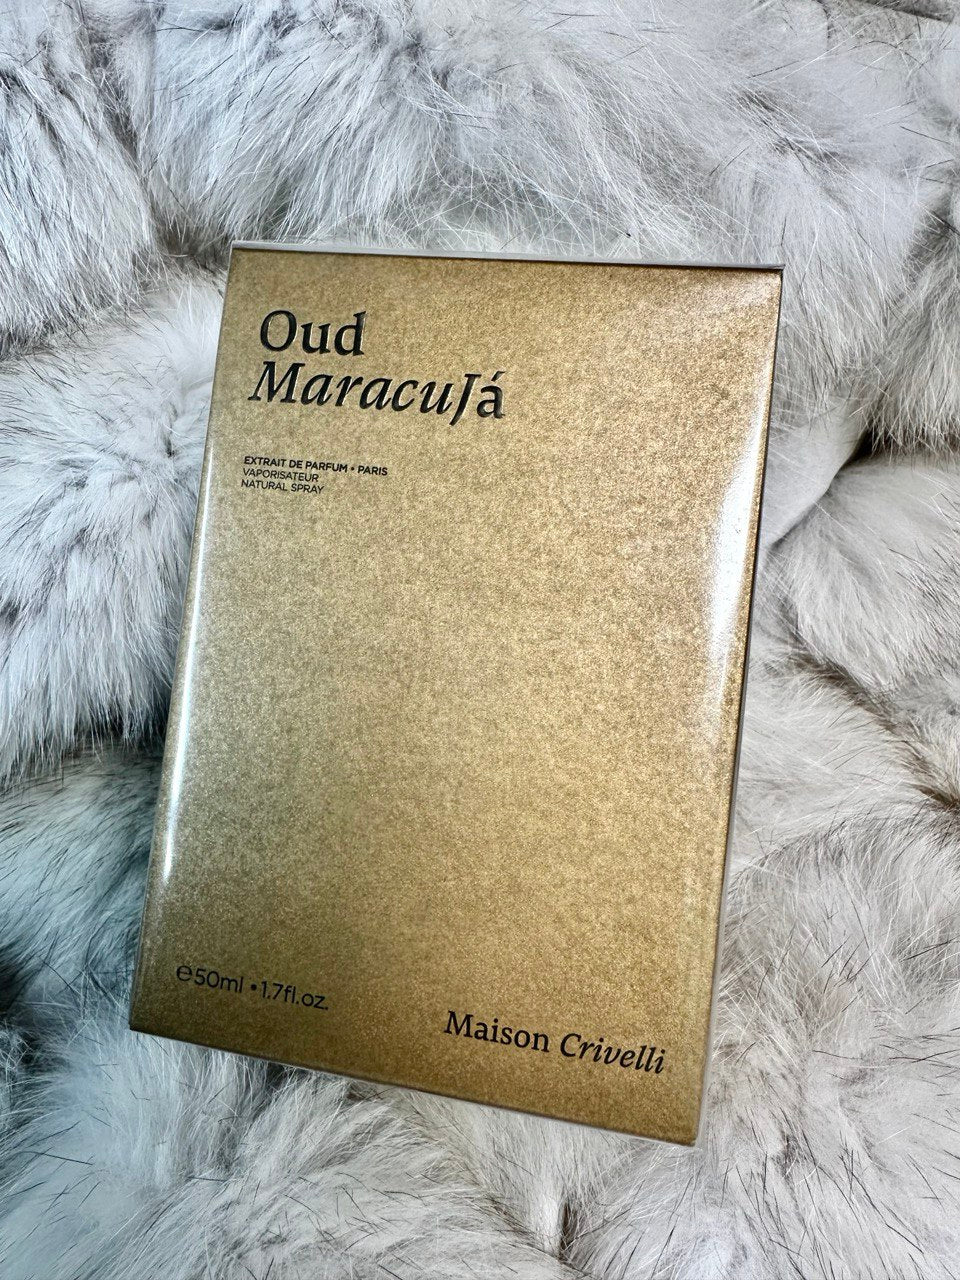 Oud
MaracuJá
EXTRAIT DE PARFUM • PARIS
VAPORISATEUR
NATURAL SPRAY
℮50ml • 1.7fl.oz.
Maison Crivelli